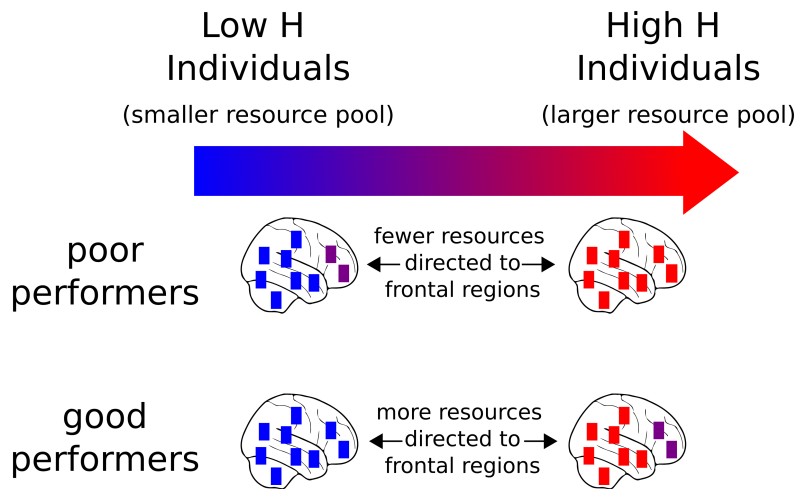 Low H
Individuals
(smaller resource pool)
High H
Individuals
(larger resource pool)
poor
performers
fewer resources
directed to
frontal regions
good
performers
more resources
directed to
frontal regions